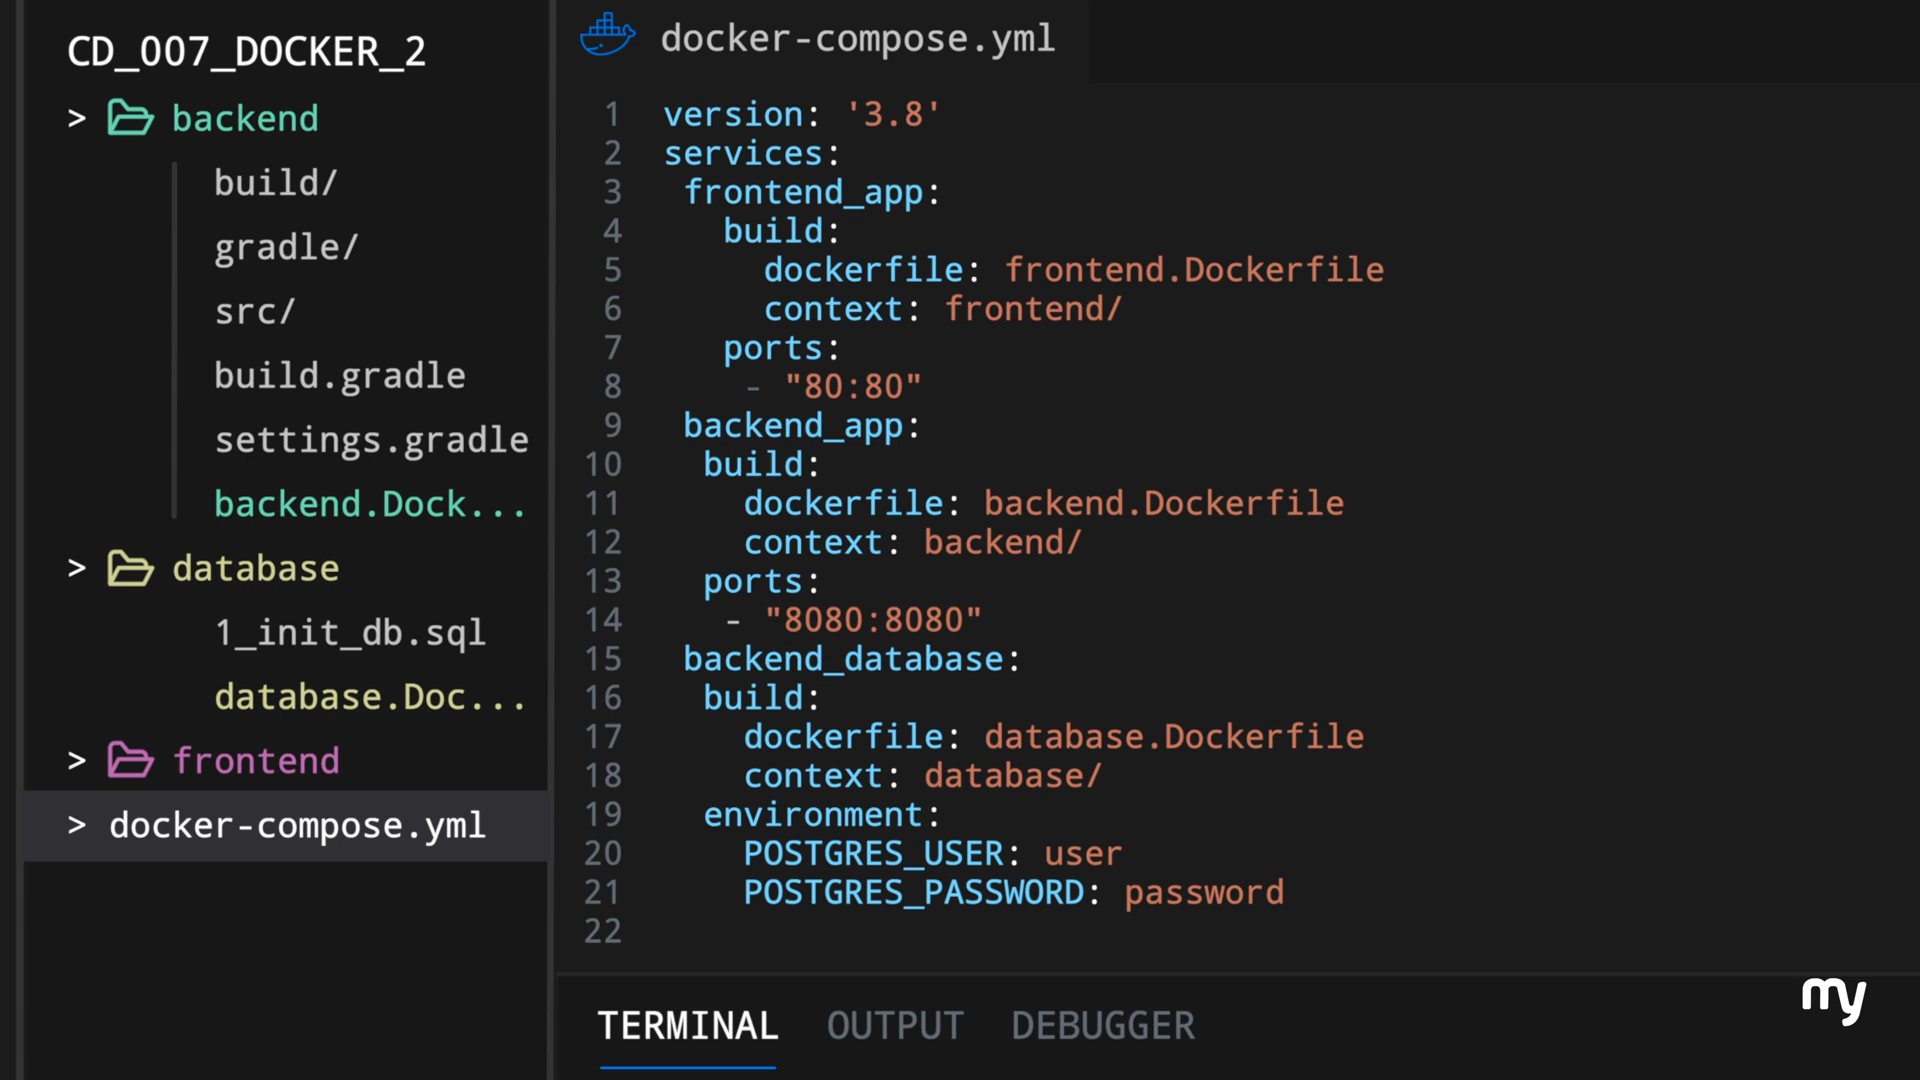 CD_007_DOCKER_2
> backend
build/
gradle/
src/
build.gradle
settings.gradle
backend.Dock...
> database
1_init_db.sql
database.Doc...
> frontend
> docker-compose.yml
docker-compose.yml
1 version: '3.8'
2 services:
3 frontend_app:
4 build:
5 dockerfile: frontend.Dockerfile
6 context: frontend/
7 ports:
8 - "80:80"
9 backend_app:
10 build:
11 dockerfile: backend.Dockerfile
12 context: backend/
13 ports:
14 - "8080:8080"
15 backend_database:
16 build:
17 dockerfile: database.Dockerfile
18 context: database/
19 environment:
20 POSTGRES_USER: user
21 POSTGRES_PASSWORD: password
22
TERMINAL OUTPUT DEBUGGER
my